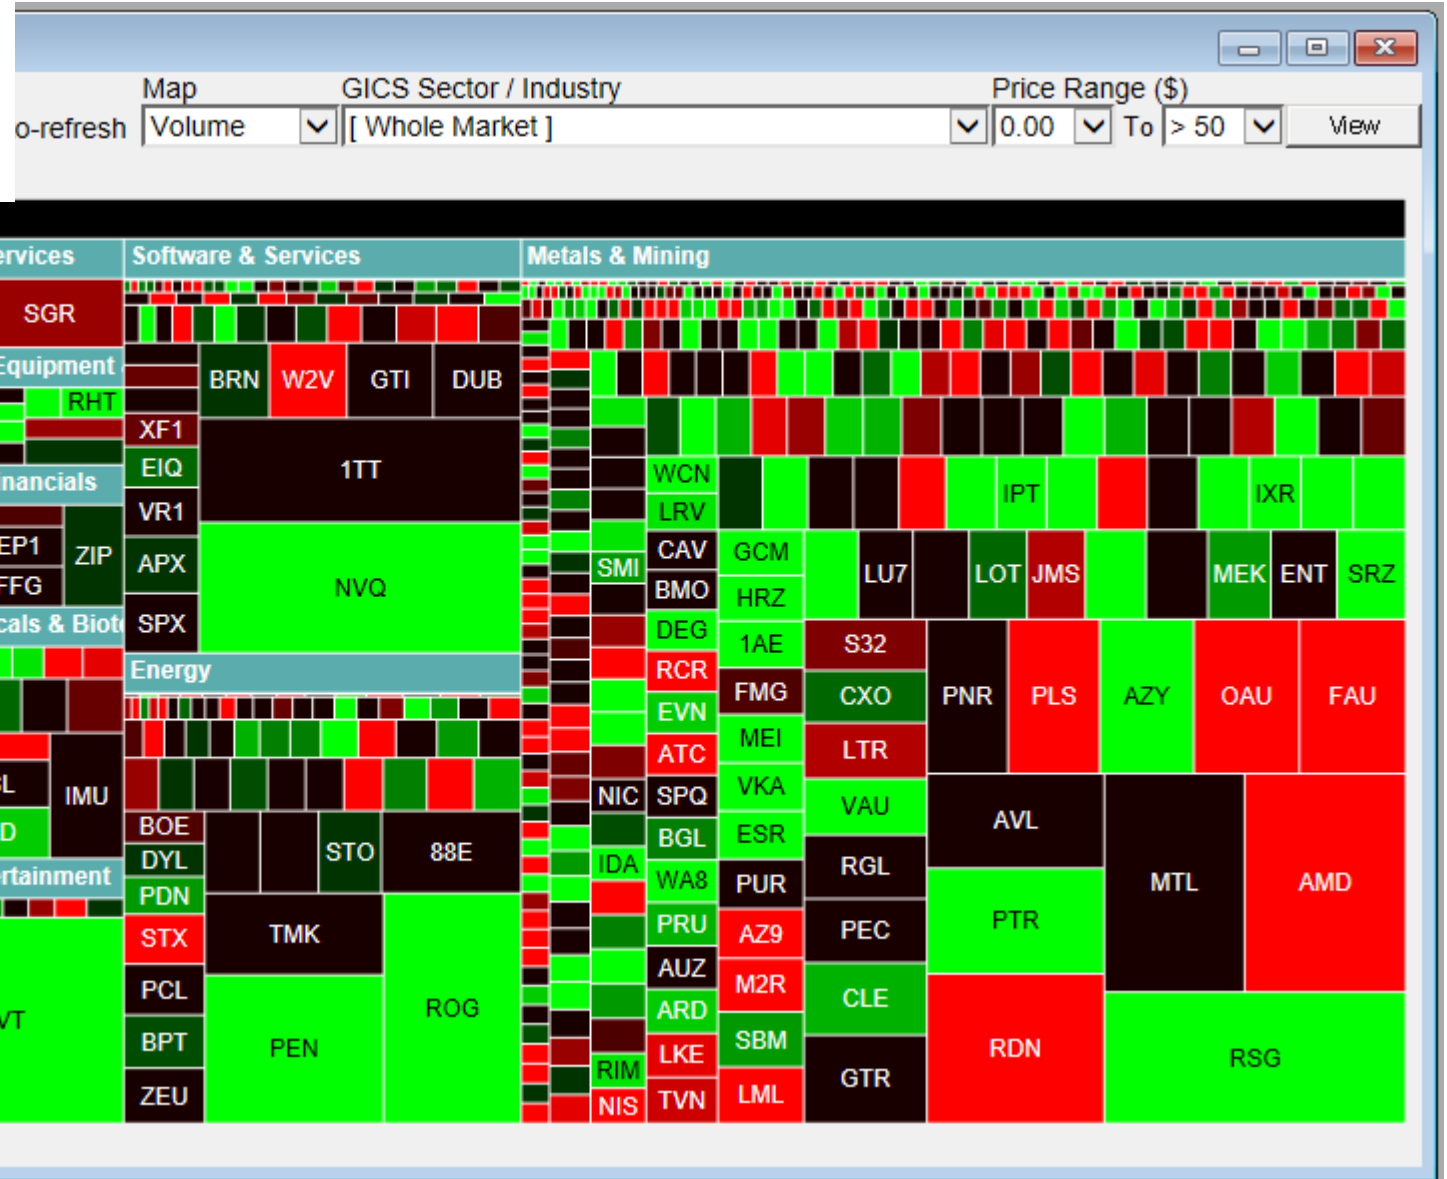 Map GICS Sector / Industry Price Range ($)
o-refresh Volume [ Whole Market ] 0.00 To > 50 View
ervices
SGR
Equipment
RHT
inancials
EP1
ZIP
FFG
cals & Biot
SL
IMU
D
rtainment
VT
Software & Services
BRN W2V GTI DUB
XF1
EIQ
1TT
VR1
APX
NVQ
SPX
Energy
BOE
DYL
STO
88E
PDN
STX
TMK
PCL
ROG
BPT
PEN
ZEU
Metals & Mining
WCN
LRV
IPT
IXR
CAV
BMO
SMI
GCM
HRZ
LU7
LOT
JMS
MEK
ENT
SRZ
DEG
RCR
EVN
ATC
NIC
SPQ
BGL
IDA
WA8
PRU
AUZ
ARD
LKE
RIM
NIS
TVN
1AE
FMG
MEI
VKA
ESR
PUR
AZ9
M2R
SBM
LML
S32
CXO
LTR
VAU
RGL
PEC
CLE
GTR
PNR
PLS
AZY
OAU
FAU
AVL
PTR
RDN
MTL
AMD
RSG